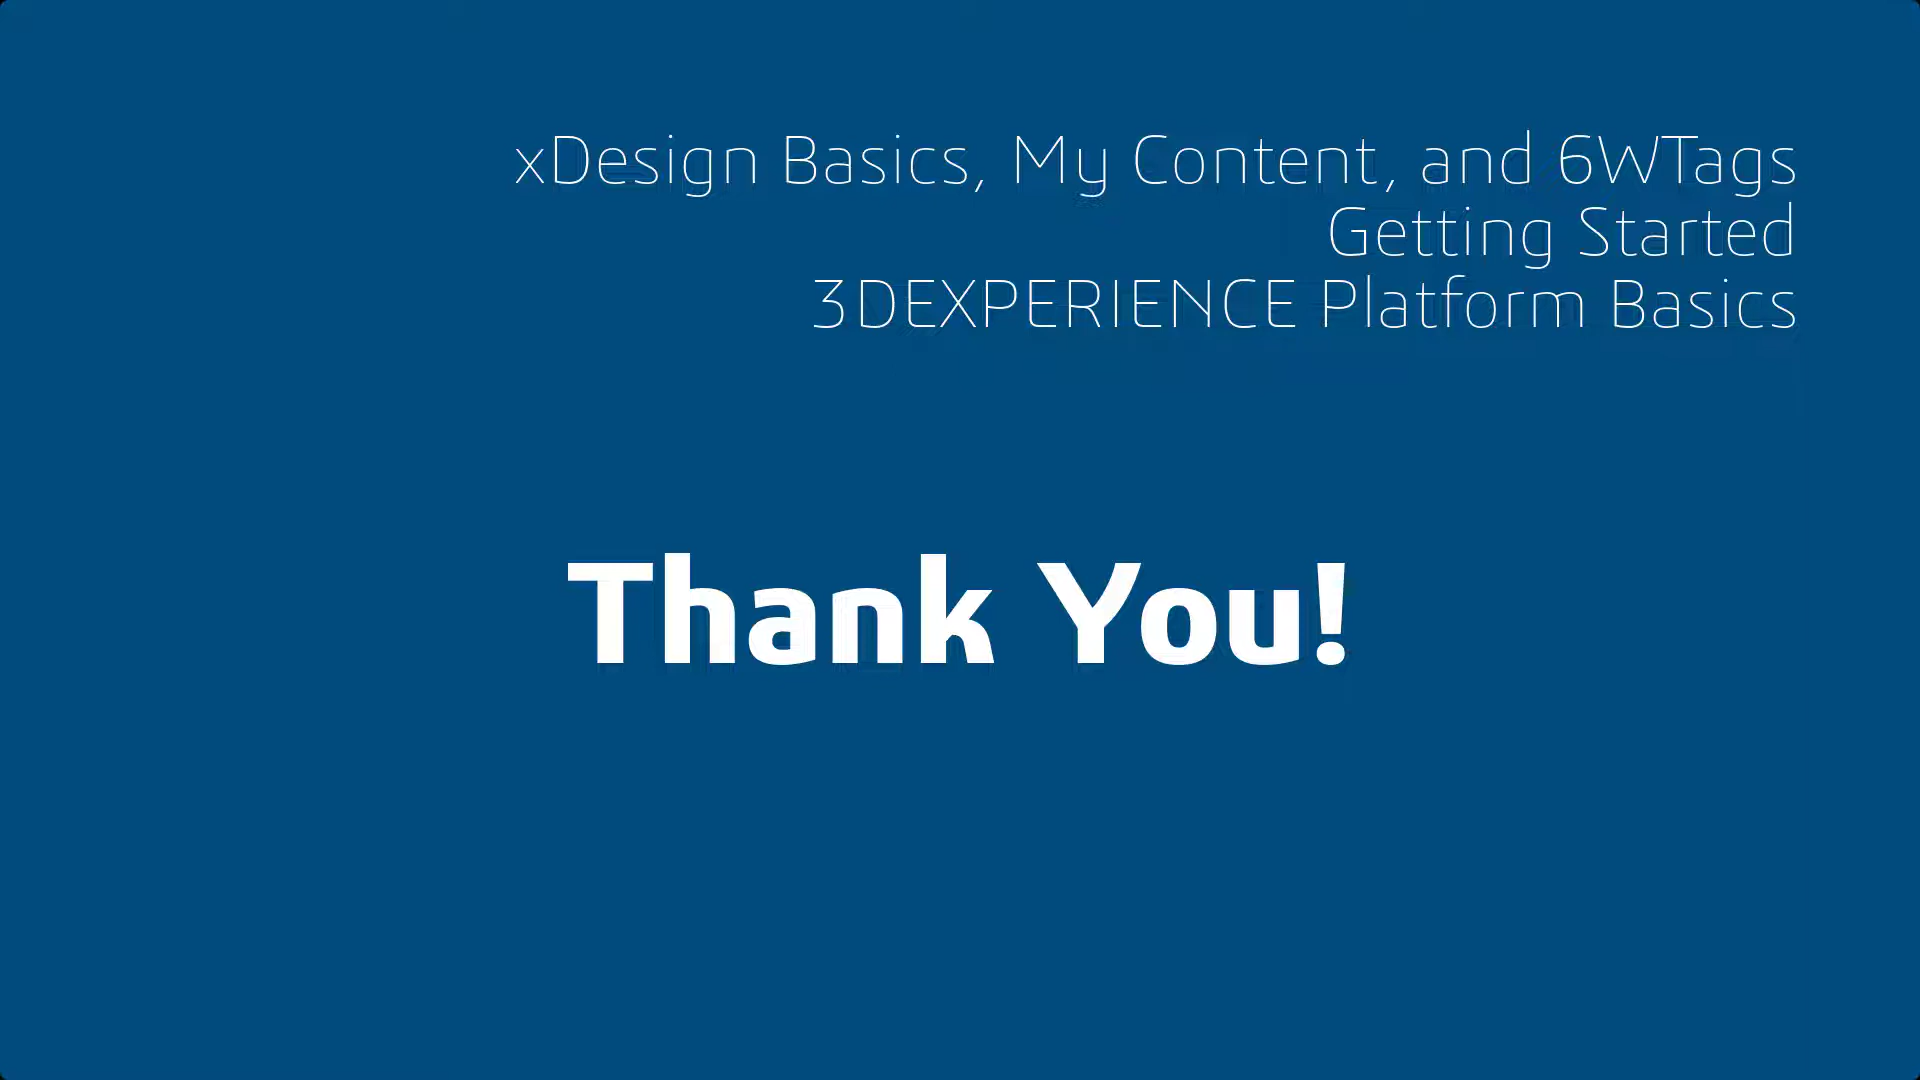 xDesign Basics, My Content, and 6WTags
Getting Started
3DEXPERIENCE Platform Basics
Thank You!